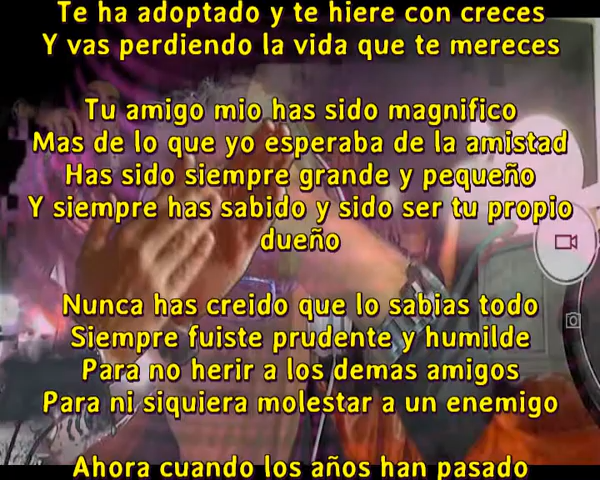 Te ha adoptado y te hiere con creces
Y vas perdiendo la vida que te mereces
Tu amigo mio has sido magnifico
Mas de lo que yo esperaba de la amistad
Has sido siempre grande y pequeño
Y siempre has sabido y sido ser tu propio
dueño
Nunca has creido que lo sabias todo
Siempre fuiste prudente y humilde
Para no herir a los demas amigos
Para ni siquiera molestar a un enemigo
Ahora cuando los años han pasado